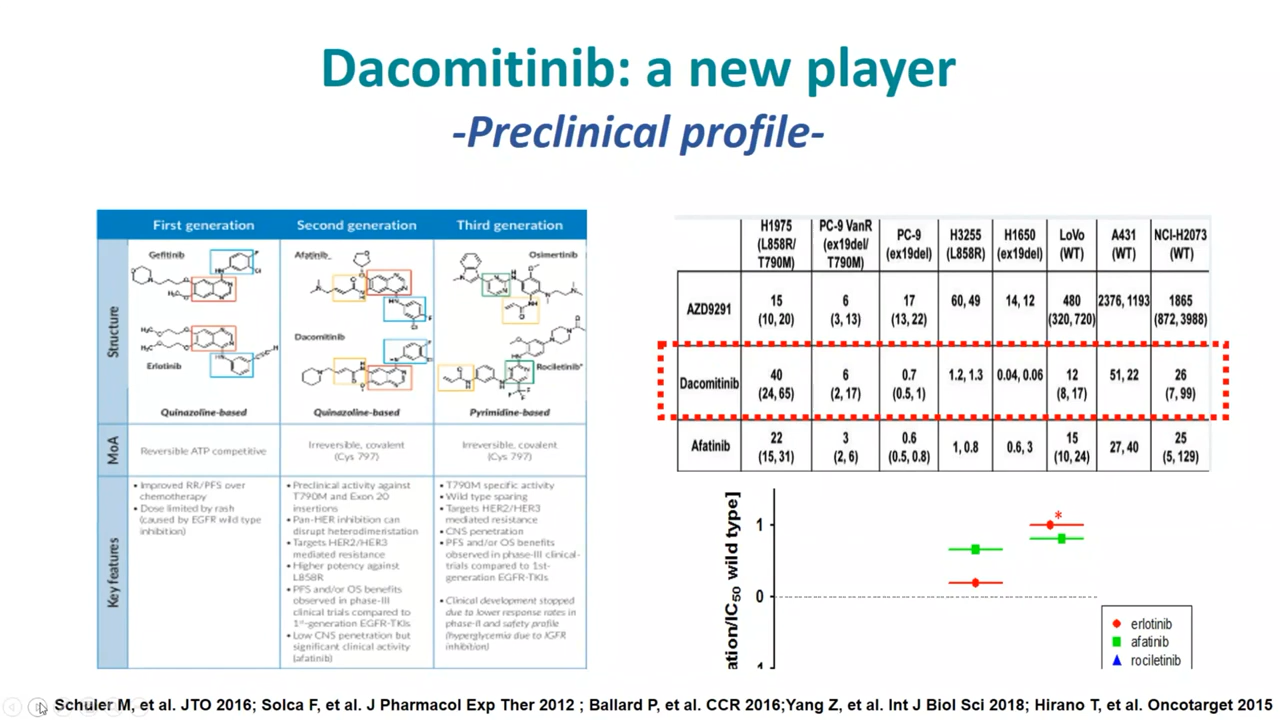 Dacomitinib: a new player
-Preclinical profile-
First generation
Second generation
Third generation
Structure
Gefitinib
Erlotinib
Quinazoline-based
Afatinib
Dacomitinib
Quinazoline-based
Osimertinib
Rociletinib*
Pyrimidine-based
MoA
Reversible ATP competitive
Irreversible, covalent
(Cys 797)
Irreversible, covalent
(Cys 797)
Key features
• Improved RR/PFS over
chemotherapy
• Dose limited by rash
(caused by EGFR wild type
inhibition)
• Preclinical activity against
T790M and Exon 20
insertions
• Pan-HER inhibition can
disrupt heterodimeristation
• Targets HER2/HER3
mediated resistance
• Higher potency against
L858R
• PFS and/or OS benefits
observed in phase-III
clinical trials compared to
1st-generation EGFR-TKIs
• Low CNS penetration but
significant clinical activity
(afatinib)
• T790M specific activity
• Wild type sparing
• Targets HER2/HER3
mediated resistance
• CNS penetration
• PFS and/or OS benefits
observed in phase-III clinical-
trials compared to 1st-
generation EGFR-TKIs
• Clinical development stopped
due to lower response rates in
phase-II and safety profile
(hyperglycemia due to IGFR
inhibition)
H1975
(L858R/
T790M)
PC-9 VanR
(ex19del/
T790M)
PC-9
(ex19del)
H3255
(L858R)
H1650
(ex19del)
LoVo
(WT)
A431
(WT)
NCI-H2073
(WT)
AZD9291
15
(10, 20)
6
(3, 13)
17
(13, 22)
60, 49
14, 12
480
(320, 720)
2376, 1193
1865
(872, 3988)
Dacomitinib
40
(24, 65)
6
(2, 17)
0.7
(0.5, 1)
1.2, 1.3
0.04, 0.06
12
(8, 17)
51, 22
26
(7, 99)
Afatinib
22
(15, 31)
3
(2, 6)
0.6
(0.5, 0.8)
1, 0.8
0.6, 3
15
(10, 24)
27, 40
25
(5, 129)
ation/IC50 wild type]
1
0
*
erlotinib
afatinib
rociletinib
Schuler M, et al. JTO 2016; Solca F, et al. J Pharmacol Exp Ther 2012 ; Ballard P, et al. CCR 2016;Yang Z, et al. Int J Biol Sci 2018; Hirano T, et al. Oncotarget 2015